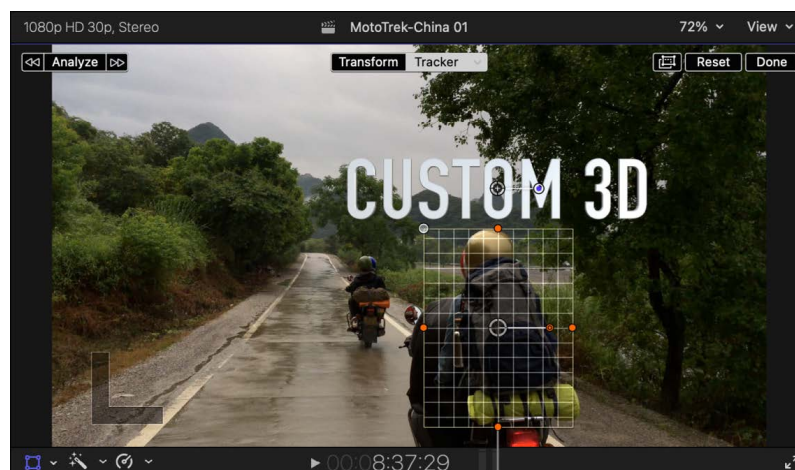 1080p HD 30p, Stereo MotoTrek-China 01 72% View
Analyze Transform Tracker Reset Done
CUSTOM 3D
00:08:37:29